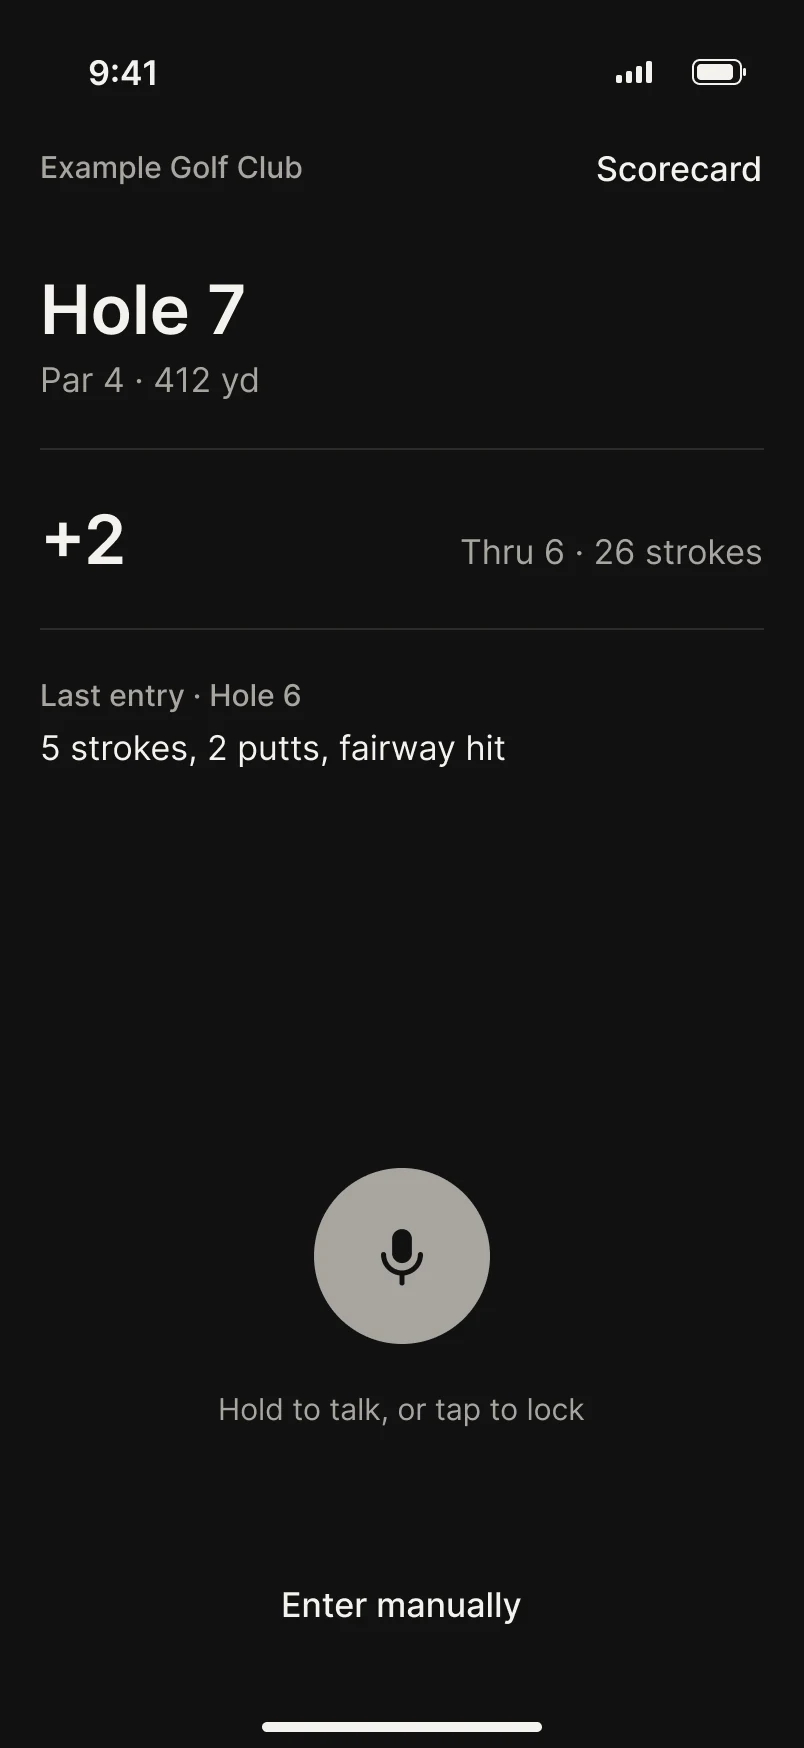 9:41
Example Golf Club
Scorecard
Hole 7
Par 4 · 412 yd
+2
Thru 6 · 26 strokes
Last entry · Hole 6
5 strokes, 2 putts, fairway hit
Hold to talk, or tap to lock
Enter manually